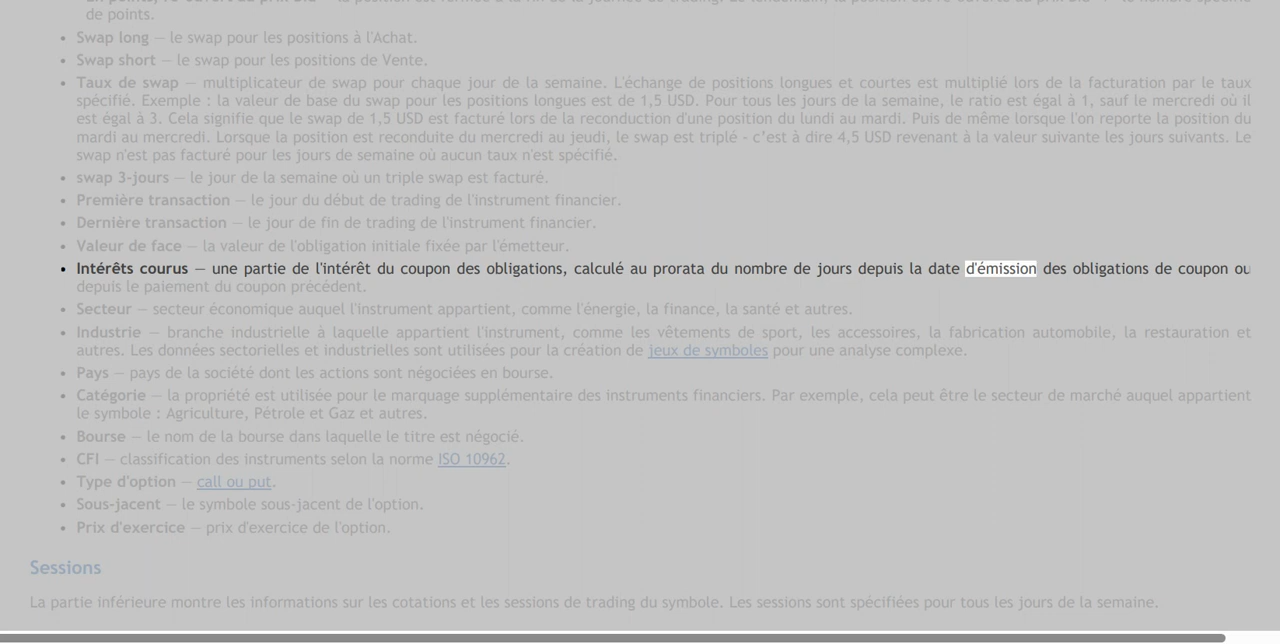 de points.
• Swap long — le swap pour les positions à l'Achat.
• Swap short — le swap pour les positions de Vente.
• Taux de swap — multiplicateur de swap pour chaque jour de la semaine. L'échange de positions longues et courtes est multiplié lors de la facturation par le taux
spécifié. Exemple : la valeur de base du swap pour les positions longues est de 1,5 USD. Pour tous les jours de la semaine, le ratio est égal à 1, sauf le mercredi où il
est égal à 3. Cela signifie que le swap de 1,5 USD est facturé lors de la reconduction d'une position du lundi au mardi. Puis de même lorsque l'on reporte la position du
mardi au mercredi. Lorsque la position est reconduite du mercredi au jeudi, le swap est triplé - c’est à dire 4,5 USD revenant à la valeur suivante les jours suivants. Le
swap n'est pas facturé pour les jours de semaine où aucun taux n'est spécifié.
• swap 3-jours — le jour de la semaine où un triple swap est facturé.
• Première transaction — le jour du début de trading de l'instrument financier.
• Dernière transaction — le jour de fin de trading de l'instrument financier.
• Valeur de face — la valeur de l'obligation initiale fixée par l'émetteur.
• Intérêts courus — une partie de l'intérêt du coupon des obligations, calculé au prorata du nombre de jours depuis la date d'émission des obligations de coupon ou
depuis le paiement du coupon précédent.
• Secteur — secteur économique auquel l'instrument appartient, comme l'énergie, la finance, la santé et autres.
• Industrie — branche industrielle à laquelle appartient l'instrument, comme les vêtements de sport, les accessoires, la fabrication automobile, la restauration et
autres. Les données sectorielles et industrielles sont utilisées pour la création de jeux de symboles pour une analyse complexe.
• Pays — pays de la société dont les actions sont négociées en bourse.
• Catégorie — la propriété est utilisée pour le marquage supplémentaire des instruments financiers. Par exemple, cela peut être le secteur de marché auquel appartient
le symbole : Agriculture, Pétrole et Gaz et autres.
• Bourse — le nom de la bourse dans laquelle le titre est négocié.
• CFI — classification des instruments selon la norme ISO 10962.
• Type d'option — call ou put.
• Sous-jacent — le symbole sous-jacent de l'option.
• Prix d'exercice — prix d'exercice de l'option.
Sessions
La partie inférieure montre les informations sur les cotations et les sessions de trading du symbole. Les sessions sont spécifiées pour tous les jours de la semaine.